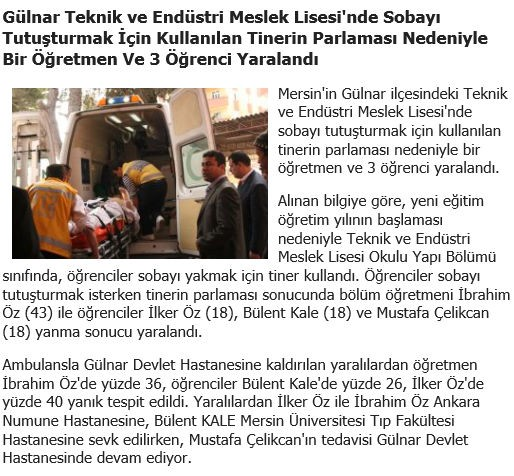 Gülnar Teknik ve Endüstri Meslek Lisesi'nde Sobayı
Tutuşturmak İçin Kullanılan Tinerin Parlaması Nedeniyle
Bir Öğretmen Ve 3 Öğrenci Yaralandı
Mersin'in Gülnar ilçesindeki Teknik
ve Endüstri Meslek Lisesi'nde
sobayı tutuşturmak için kullanılan
tinerin parlaması nedeniyle bir
öğretmen ve 3 öğrenci yaralandı.
Alınan bilgiye göre, yeni eğitim
öğretim yılının başlaması
nedeniyle Teknik ve Endüstri
Meslek Lisesi Okulu Yapı Bölümü
sınıfında, öğrenciler sobayı yakmak için tiner kullandı. Öğrenciler sobayı
tutuşturmak isterken tinerin parlaması sonucunda bölüm öğretmeni İbrahim
Öz (43) ile öğrenciler İlker Öz (18), Bülent Kale (18) ve Mustafa Çelikcan
(18) yanma sonucu yaralandı.
Ambulansla Gülnar Devlet Hastanesine kaldırılan yaralılardan öğretmen
İbrahim Öz'de yüzde 36, öğrenciler Bülent Kale'de yüzde 26, İlker Öz'de
yüzde 40 yanık tespit edildi. Yaralılardan İlker Öz ile İbrahim Öz Ankara
Numune Hastanesine, Bülent KALE Mersin Üniversitesi Tıp Fakültesi
Hastanesine sevk edilirken, Mustafa Çelikcan'ın tedavisi Gülnar Devlet
Hastanesinde devam ediyor.